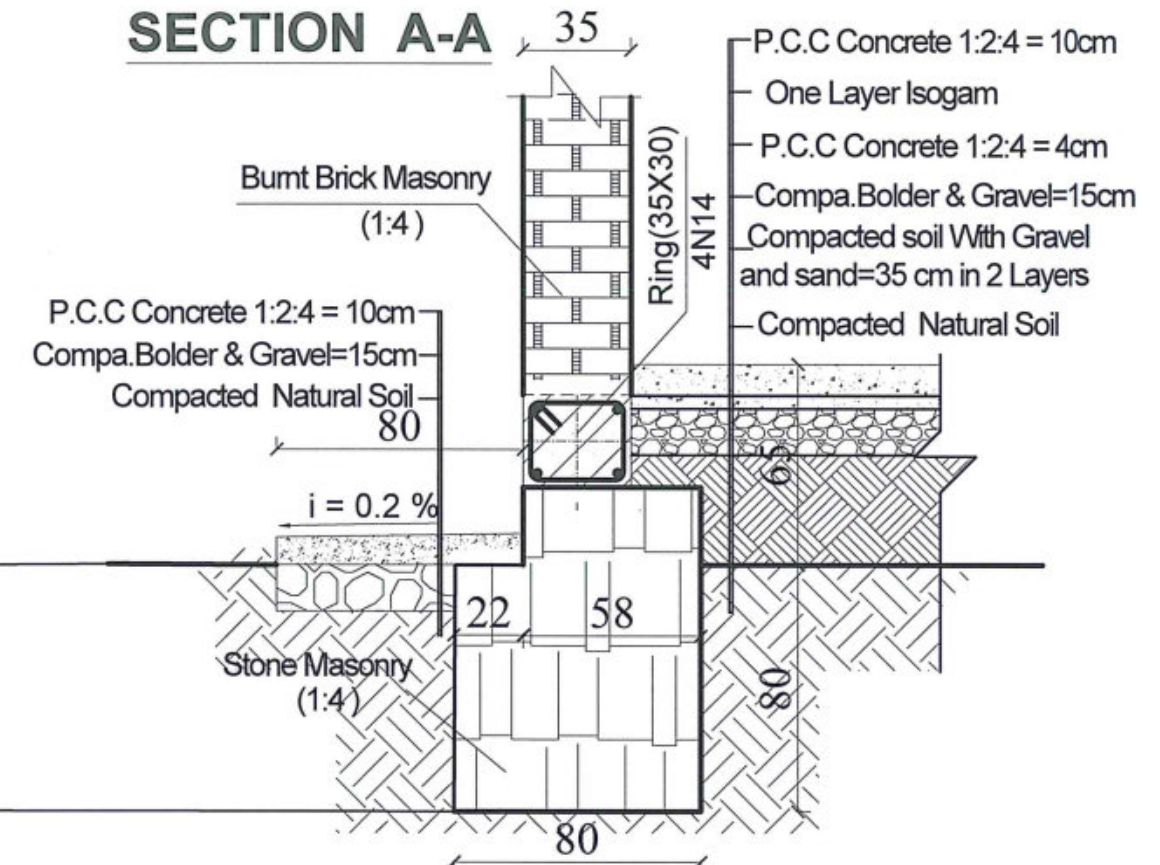 SECTION A-A
35
P.C.C Concrete 1:2:4 = 10cm
One Layer Isogam
P.C.C Concrete 1:2:4 = 4cm
Compa.Bolder & Gravel=15cm
Compacted soil With Gravel
and sand=35 cm in 2 Layers
Compacted Natural Soil
Burnt Brick Masonry
(1:4)
Ring(35X30)
4N14
P.C.C Concrete 1:2:4 = 10cm
Compa.Bolder & Gravel=15cm
Compacted Natural Soil
80
65
i = 0.2 %
22
58
Stone Masonry
(1:4)
80
80